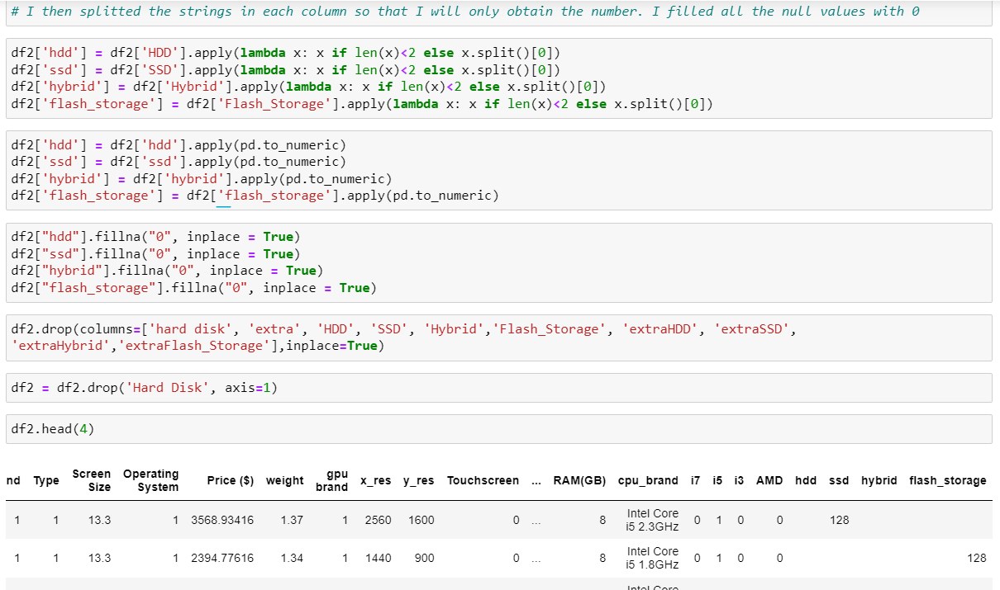 # I then splitted the strings in each column so that I will only obtain the number. I filled all the null values with 0
df2['hdd'] = df2['HDD'].apply(lambda x: x if len(x)<2 else x.split()[0])
df2['ssd'] = df2['SSD'].apply(lambda x: x if len(x)<2 else x.split()[0])
df2['hybrid'] = df2['Hybrid'].apply(lambda x: x if len(x)<2 else x.split()[0])
df2['flash_storage'] = df2['Flash_Storage'].apply(lambda x: x if len(x)<2 else x.split()[0])
df2['hdd'] = df2['hdd'].apply(pd.to_numeric)
df2['ssd'] = df2['ssd'].apply(pd.to_numeric)
df2['hybrid'] = df2['hybrid'].apply(pd.to_numeric)
df2['flash_storage'] = df2['flash_storage'].apply(pd.to_numeric)
df2["hdd"].fillna("0", inplace = True)
df2["ssd"].fillna("0", inplace = True)
df2["hybrid"].fillna("0", inplace = True)
df2["flash_storage"].fillna("0", inplace = True)
df2.drop(columns=['hard disk', 'extra', 'HDD', 'SSD', 'Hybrid','Flash_Storage', 'extraHDD', 'extraSSD',
'extraHybrid','extraFlash_Storage'],inplace=True)
df2 = df2.drop('Hard Disk', axis=1)
df2.head(4)
nd Type Screen Size Operating System Price ($) weight gpu brand x_res y_res Touchscreen ... RAM(GB) cpu_brand i7 i5 i3 AMD hdd ssd hybrid flash_storage
1 1 13.3 1 3568.93416 1.37 1 2560 1600 0 ... 8 Intel Core i5 2.3GHz 0 1 0 0 128
1 1 13.3 1 2394.77616 1.34 1 1440 900 0 ... 8 Intel Core i5 1.8GHz 0 1 0 0 128
Intel Core